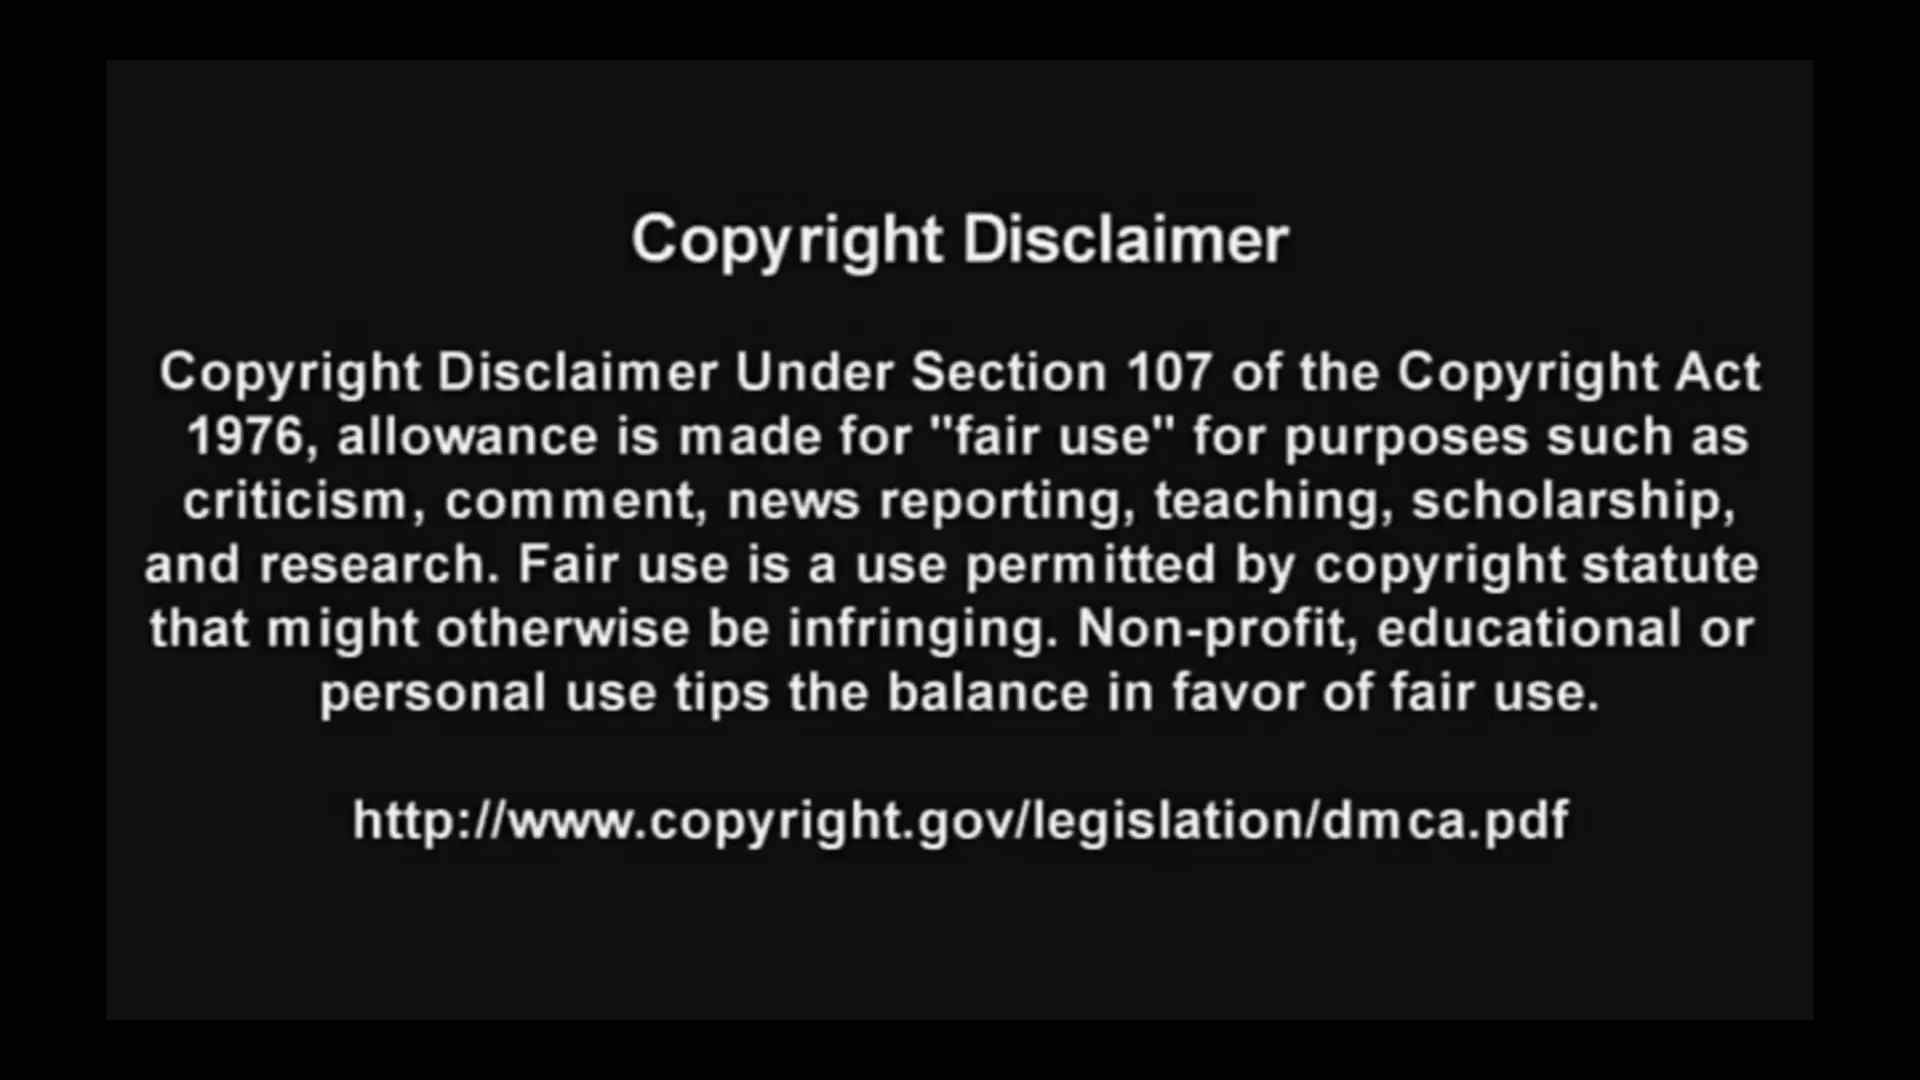 Copyright Disclaimer
Copyright Disclaimer Under Section 107 of the Copyright Act
1976, allowance is made for "fair use" for purposes such as
criticism, comment, news reporting, teaching, scholarship,
and research. Fair use is a use permitted by copyright statute
that might otherwise be infringing. Non-profit, educational or
personal use tips the balance in favor of fair use.
http://www.copyright.gov/legislation/dmca.pdf